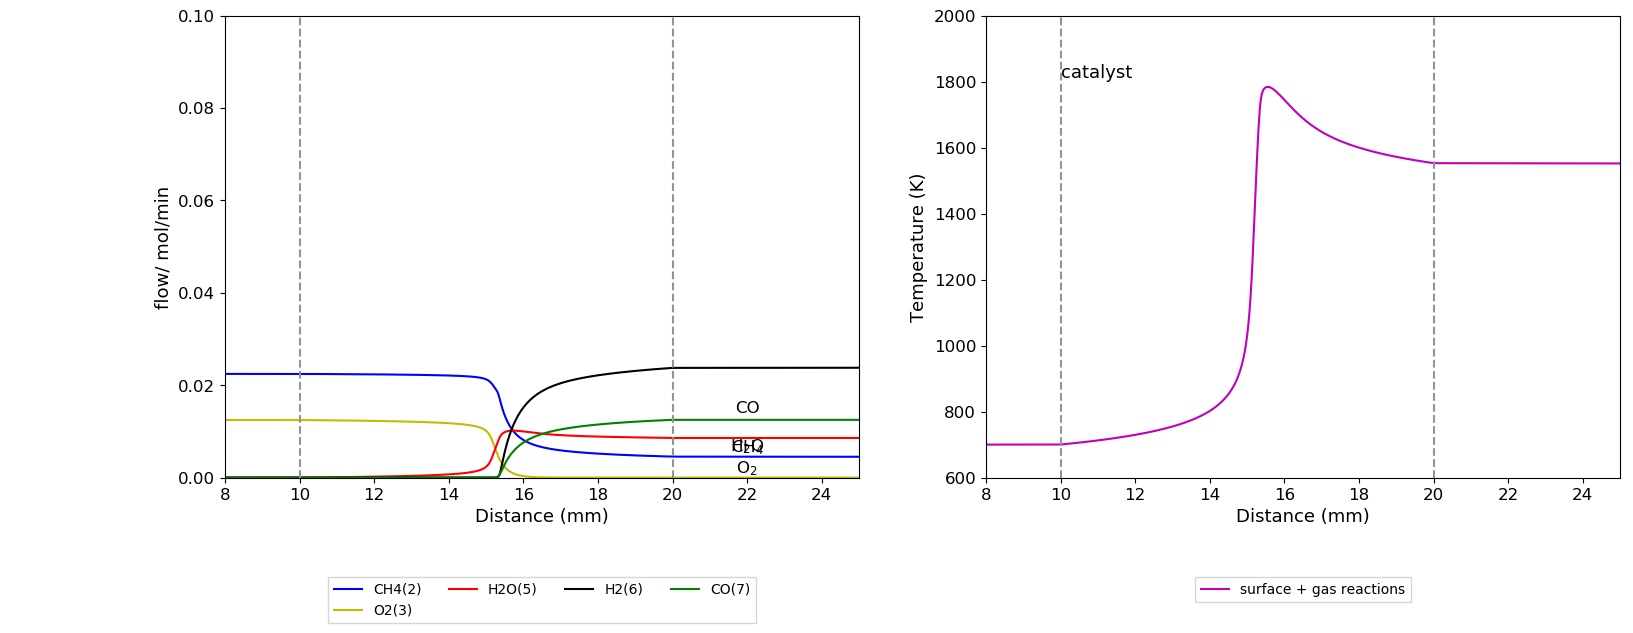 0.10
0.08
0.06
0.04
0.02
0.00
flow/ mol/min
CO
H₂O
CH₄
O₂
8 10 12 14 16 18 20 22 24
Distance (mm)
CH4(2) H2O(5) H2(6) CO(7)
O2(3)
2000
1800
1600
1400
1200
1000
800
600
Temperature (K)
catalyst
8 10 12 14 16 18 20 22 24
Distance (mm)
surface + gas reactions